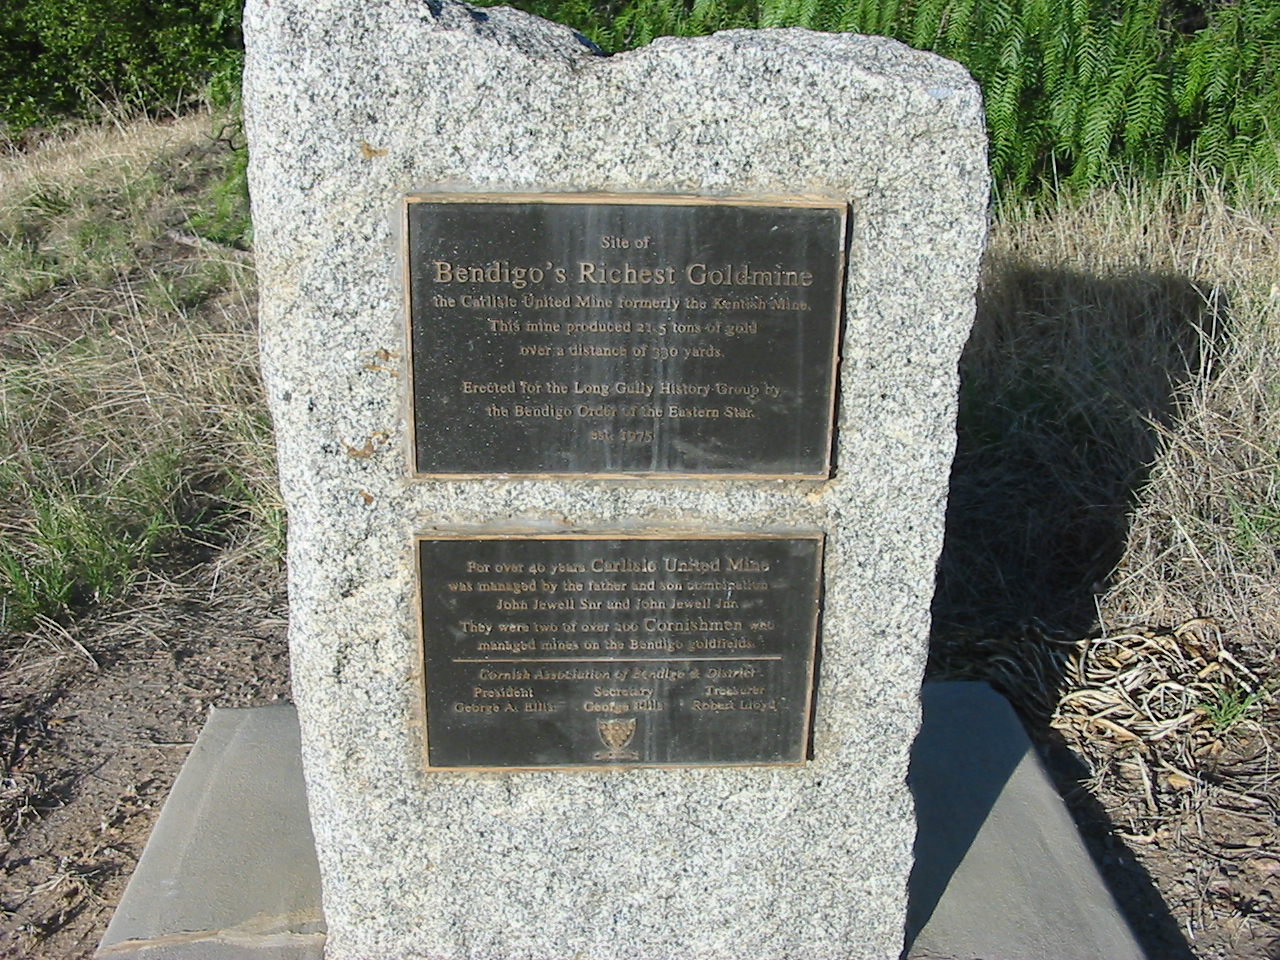 Site of
Bendigo's Richest Goldmine
the Carlisle United Mine formerly the Kentish Mine.
This mine produced 21.5 tons of gold
over a distance of 330 yards.
Erected for the Long Gully History Group by
the Bendigo Order of the Eastern Star.
est. 1975
For over 40 years Carlisle United Mine
was managed by the father and son combination
John Jewell Snr and John Jewell Jnr.
They were two of over 200 Cornishmen who
managed mines on the Bendigo goldfields.
Cornish Association of Bendigo & District
President Secretary Treasurer
George A. Ellis George Ellis Robert Lloyd